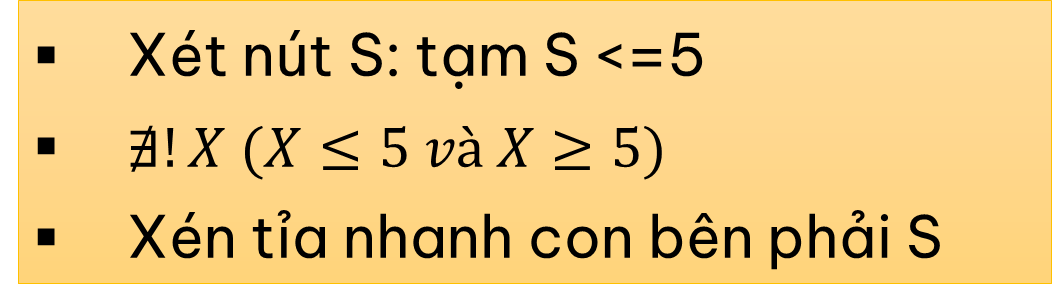 ▪ Xét nút S: tạm S <=5
▪ ∄! X (X ≤ 5 và X ≥ 5)
▪ Xén tỉa nhanh con bên phải S